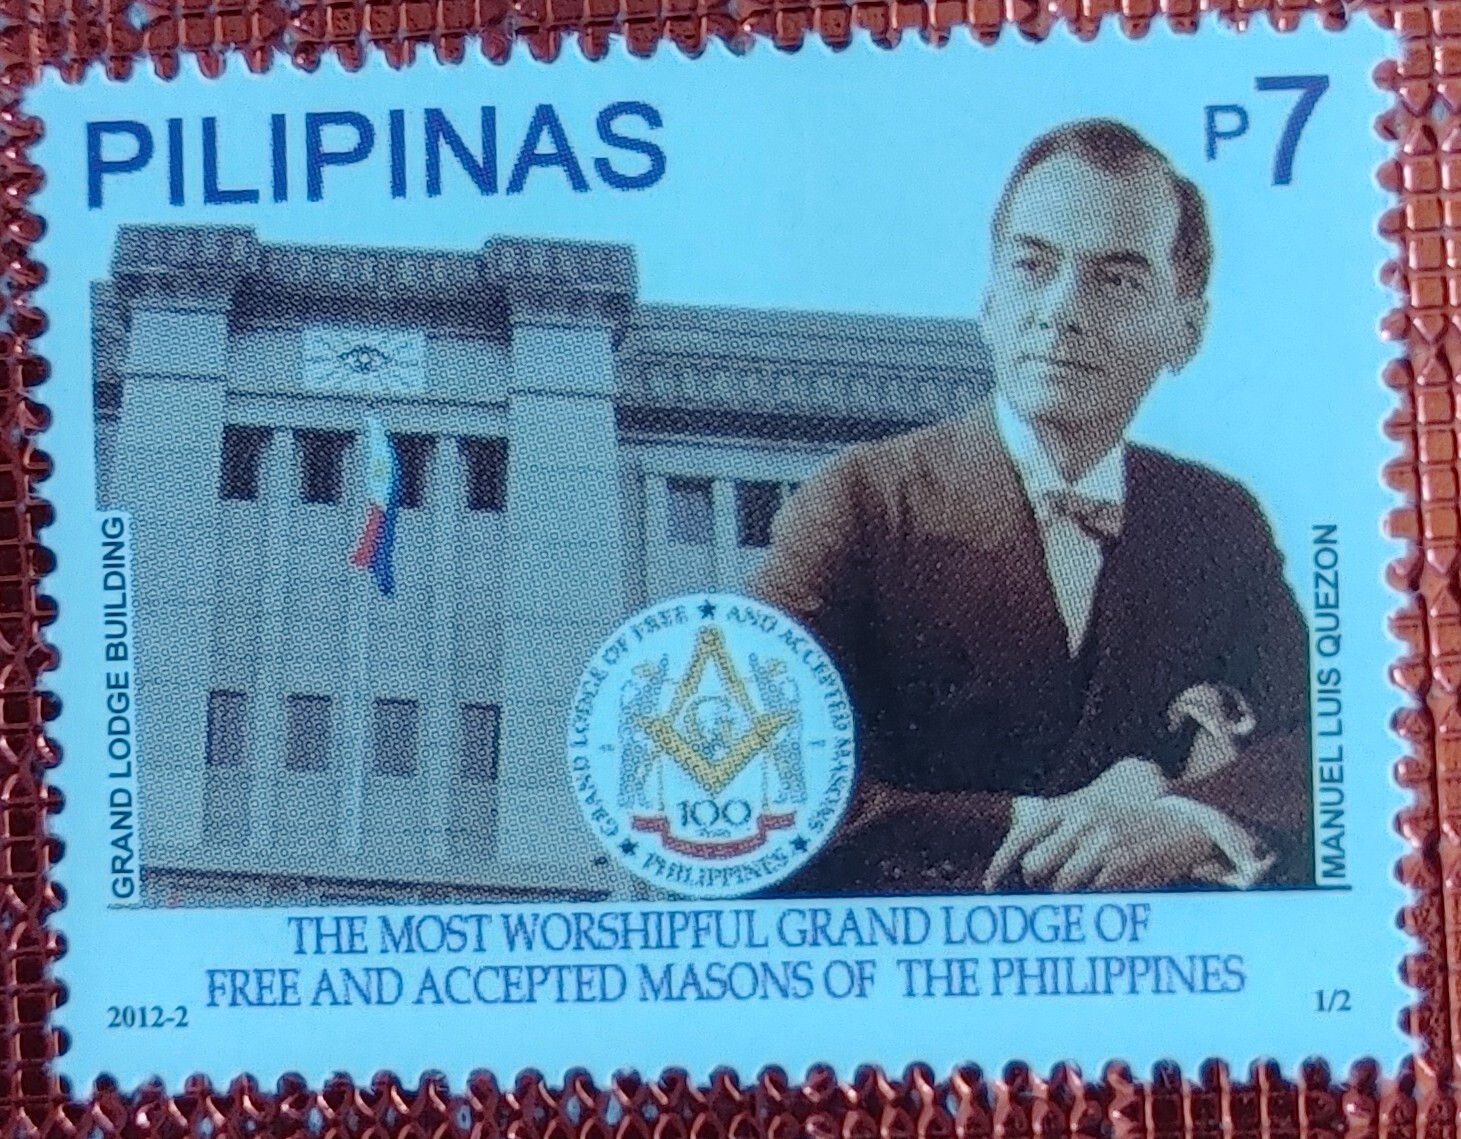 PILIPINAS
P7
GRAND LODGE BUILDING
MANUEL LUIS QUEZON
GRAND LODGE OF FREE ★ AND ACCEPTED MASONS ★ PHILIPPINES ★
G
100
THE MOST WORSHIPFUL GRAND LODGE OF
FREE AND ACCEPTED MASONS OF THE PHILIPPINES
2012-2
1/2